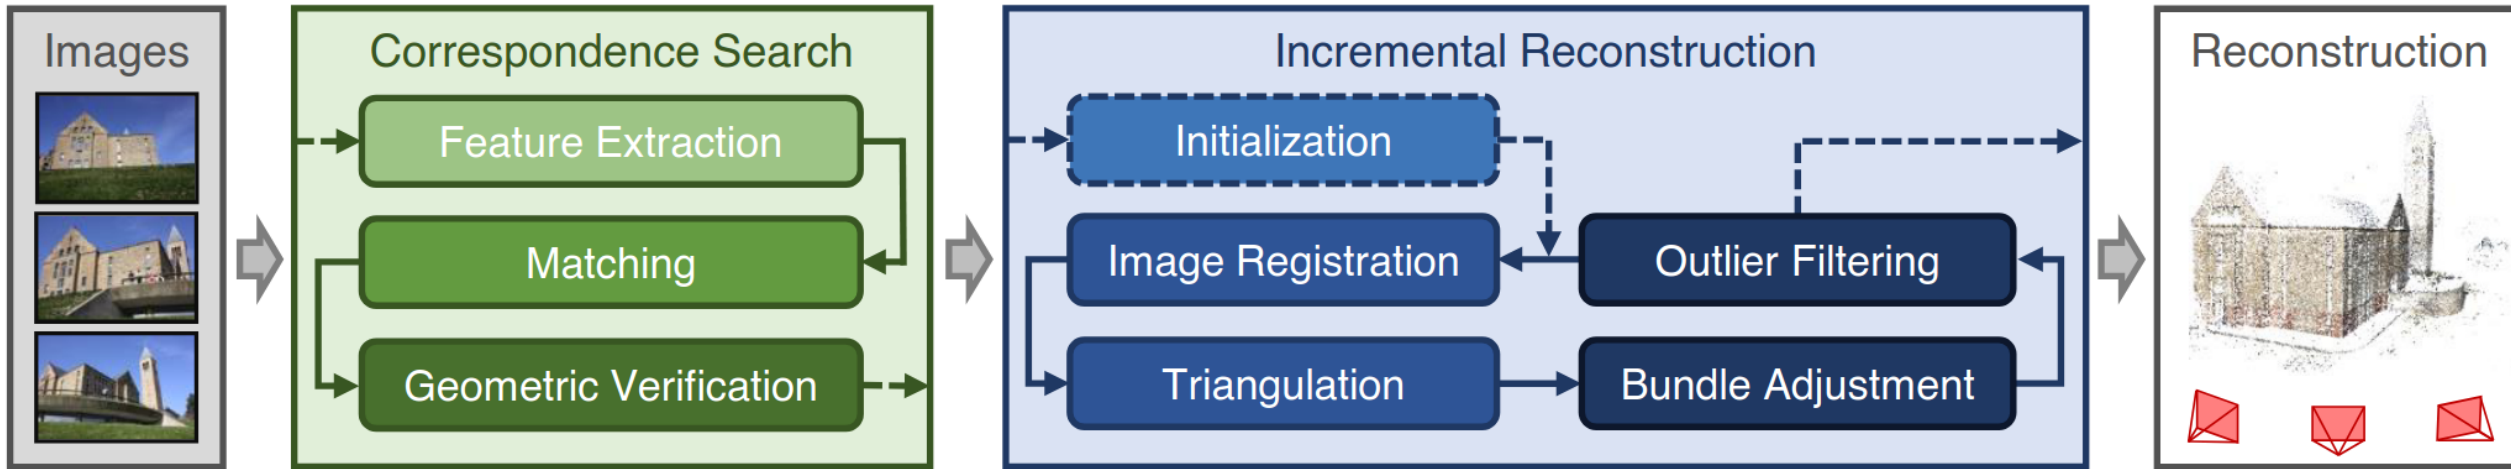 Images
Correspondence Search
Feature Extraction
Matching
Geometric Verification
Incremental Reconstruction
Initialization
Image Registration
Outlier Filtering
Triangulation
Bundle Adjustment
Reconstruction